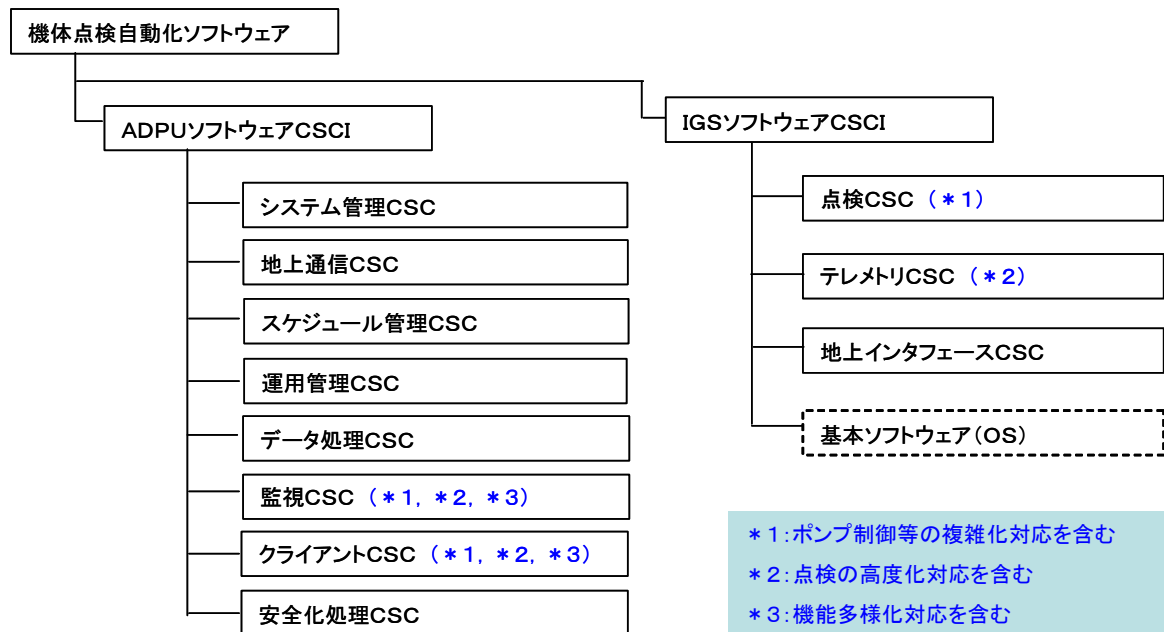 機体点検自動化ソフトウェア
ADPUソフトウェアCSCI
システム管理CSC
地上通信CSC
スケジュール管理CSC
運用管理CSC
データ処理CSC
監視CSC (*1, *2, *3)
クライアントCSC (*1, *2, *3)
安全化処理CSC
IGSソフトウェアCSCI
点検CSC (*1)
テレメトリCSC (*2)
地上インタフェースCSC
基本ソフトウェア(OS)
*1:ポンプ制御等の複雑化対応を含む
*2:点検の高度化対応を含む
*3:機能多様化対応を含む